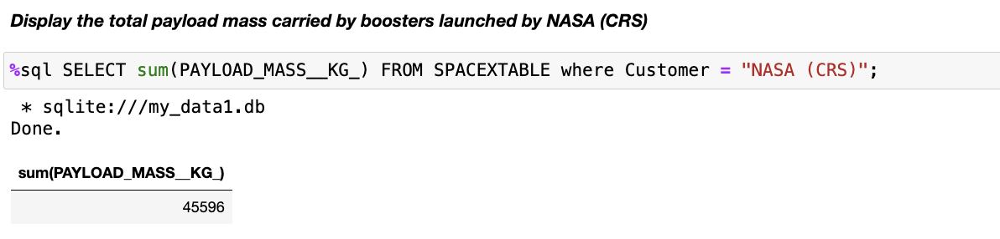 Display the total payload mass carried by boosters launched by NASA (CRS)
%sql SELECT sum(PAYLOAD_MASS__KG_) FROM SPACEXTABLE where Customer = "NASA (CRS)";
* sqlite:///my_data1.db
Done.
sum(PAYLOAD_MASS__KG_)
45596